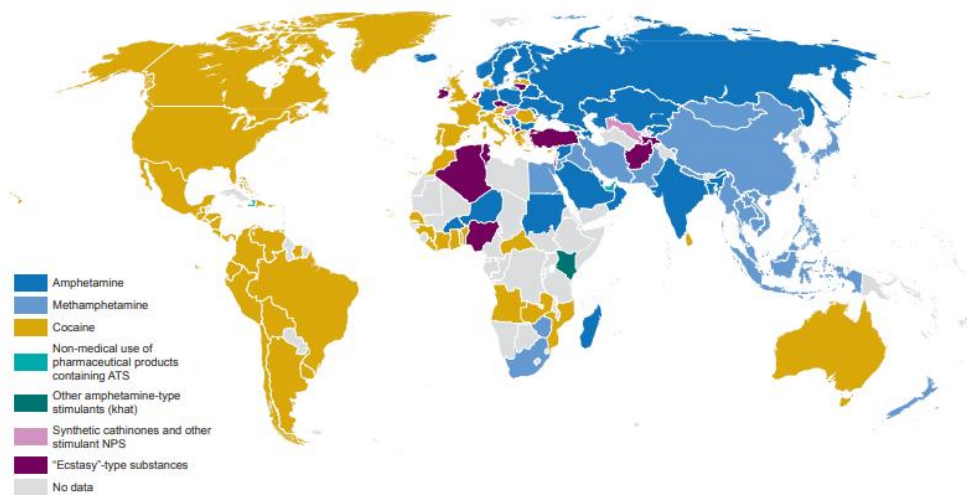 Amphetamine
Methamphetamine
Cocaine
Non-medical use of
pharmaceutical products
containing ATS
Other amphetamine-type
stimulants (khat)
Synthetic cathinones and other
stimulant NPS
"Ecstasy"-type substances
No data